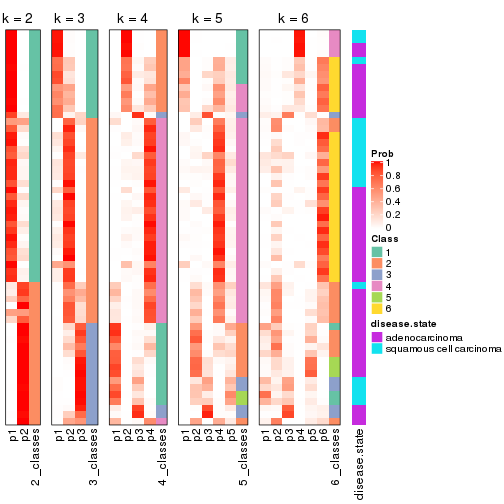 k = 2 k = 3 k = 4 k = 5 k = 6
Prob
1
0.8
0.6
0.4
0.2
0
Class
1
2
3
4
5
6
disease.state
adenocarcinoma
squamous cell carcinoma
p1 p2 2_classes p1 p2 p3 3_classes p1 p2 p3 p4 4_classes p1 p2 p3 p4 p5 5_classes p1 p2 p3 p4 p5 p6 6_classes disease.state